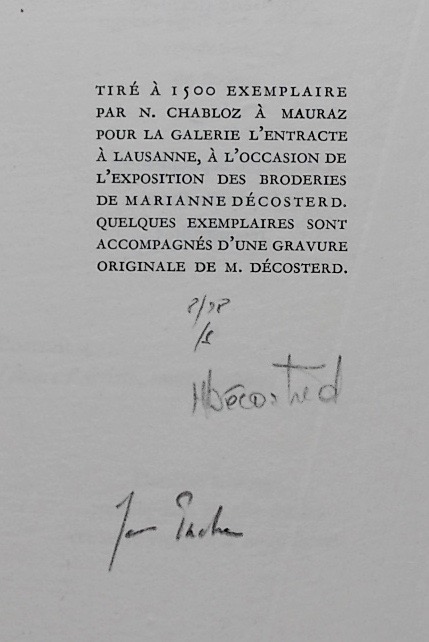 TIRÉ À 1500 EXEMPLAIRE
PAR N. CHABLOZ À MAURAZ
POUR LA GALERIE L'ENTRACTE
À LAUSANNE, À L'OCCASION DE
L'EXPOSITION DES BRODERIES
DE MARIANNE DÉCOSTERD.
QUELQUES EXEMPLAIRES SONT
ACCOMPAGNÉS D'UNE GRAVURE
ORIGINALE DE M. DÉCOSTERD.
MDécosterd